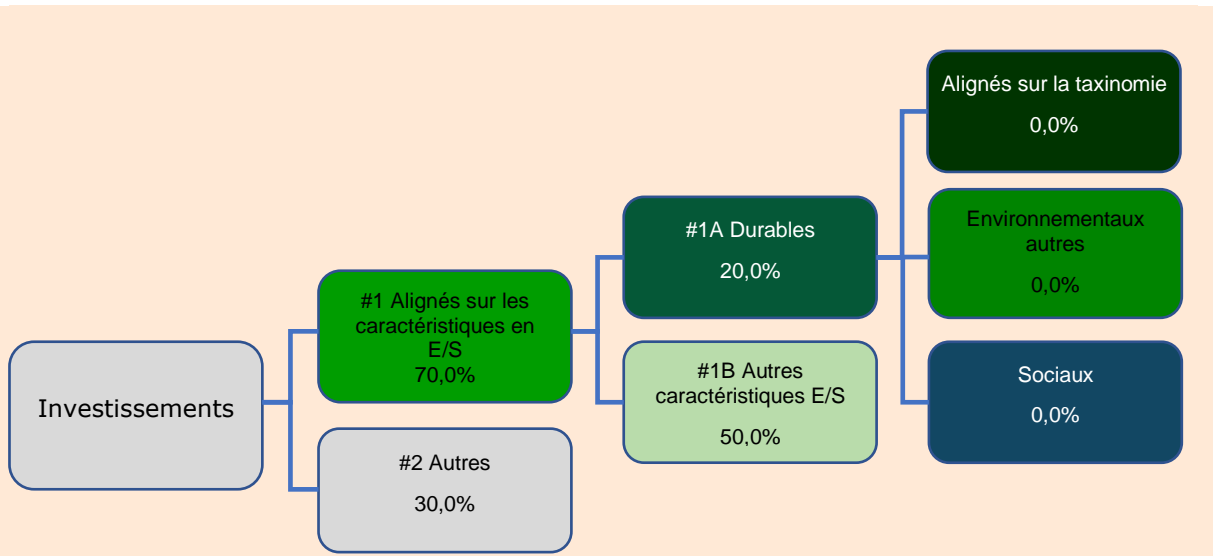 Investissements
#1 Alignés sur les
caractéristiques en
E/S
70,0%
#2 Autres
30,0%
#1A Durables
20,0%
#1B Autres
caractéristiques E/S
50,0%
Alignés sur la taxinomie
0,0%
Environnementaux
autres
0,0%
Sociaux
0,0%